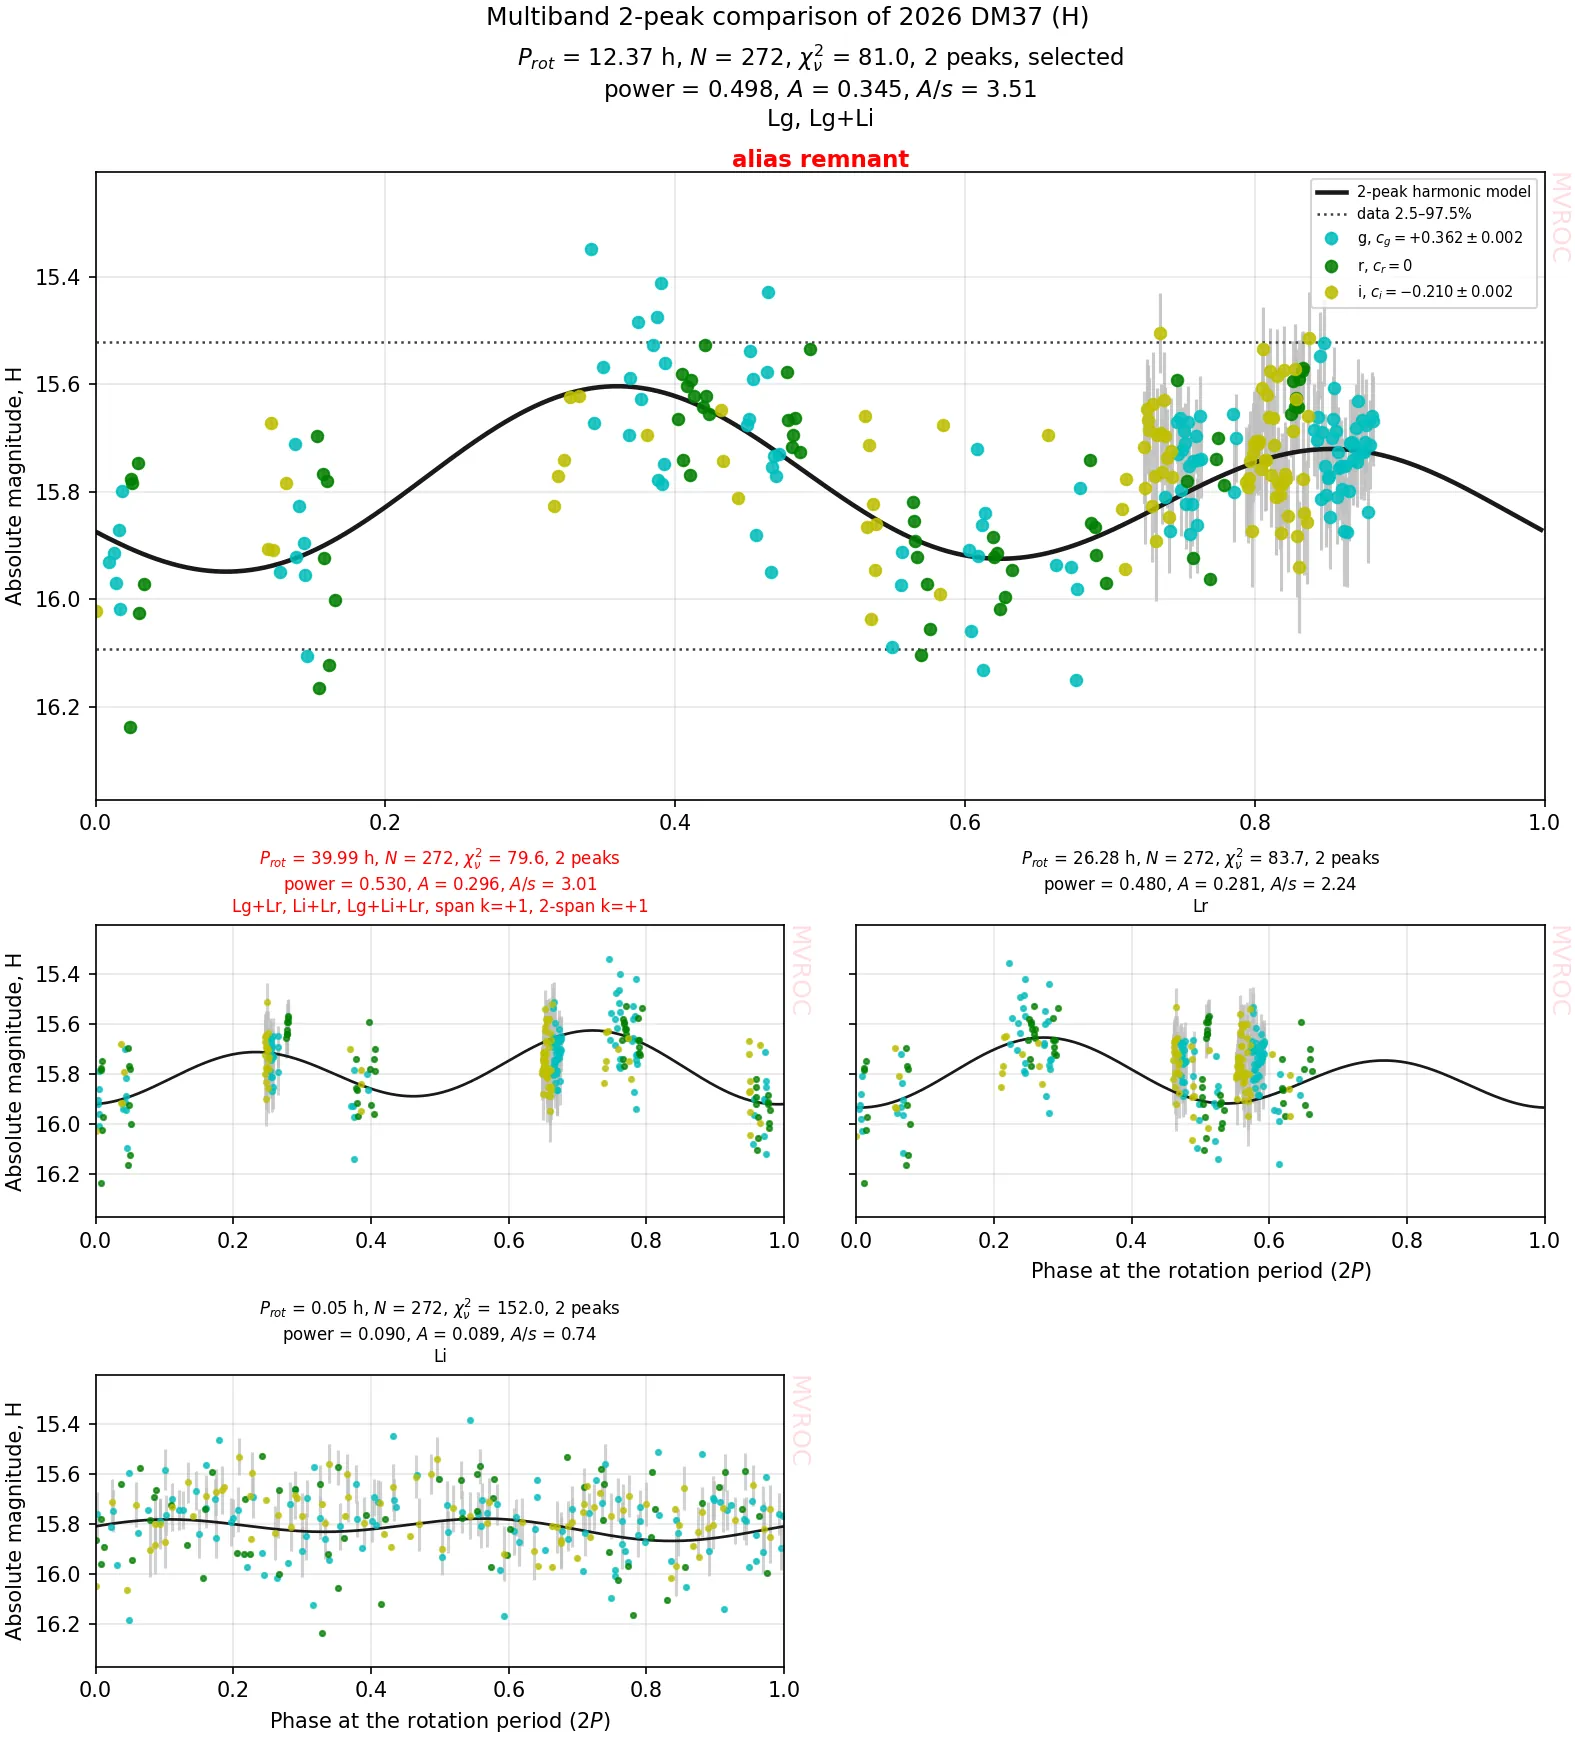 Multiband 2-peak comparison of 2026 DM37 (H)
P_rot = 12.37 h, N = 272, χ²_ν = 81.0, 2 peaks, selected
power = 0.498, A = 0.345, A/s = 3.51
Lg, Lg+Li
alias remnant
2-peak harmonic model
data 2.5–97.5%
g, c_g = +0.362 ± 0.002
r, c_r = 0
i, c_i = −0.210 ± 0.002
MVROC
Absolute magnitude, H
15.4
15.6
15.8
16.0
16.2
0.0 0.2 0.4 0.6 0.8 1.0
P_rot = 39.99 h, N = 272, χ²_ν = 79.6, 2 peaks
power = 0.530, A = 0.296, A/s = 3.01
Lg+Lr, Li+Lr, Lg+Li+Lr, span k=+1, 2-span k=+1
MVROC
Absolute magnitude, H
15.4
15.6
15.8
16.0
16.2
0.0 0.2 0.4 0.6 0.8 1.0
P_rot = 26.28 h, N = 272, χ²_ν = 83.7, 2 peaks
power = 0.480, A = 0.281, A/s = 2.24
Lr
MVROC
0.0 0.2 0.4 0.6 0.8 1.0
Phase at the rotation period (2P)
P_rot = 0.05 h, N = 272, χ²_ν = 152.0, 2 peaks
power = 0.090, A = 0.089, A/s = 0.74
Li
MVROC
Absolute magnitude, H
15.4
15.6
15.8
16.0
16.2
0.0 0.2 0.4 0.6 0.8 1.0
Phase at the rotation period (2P)